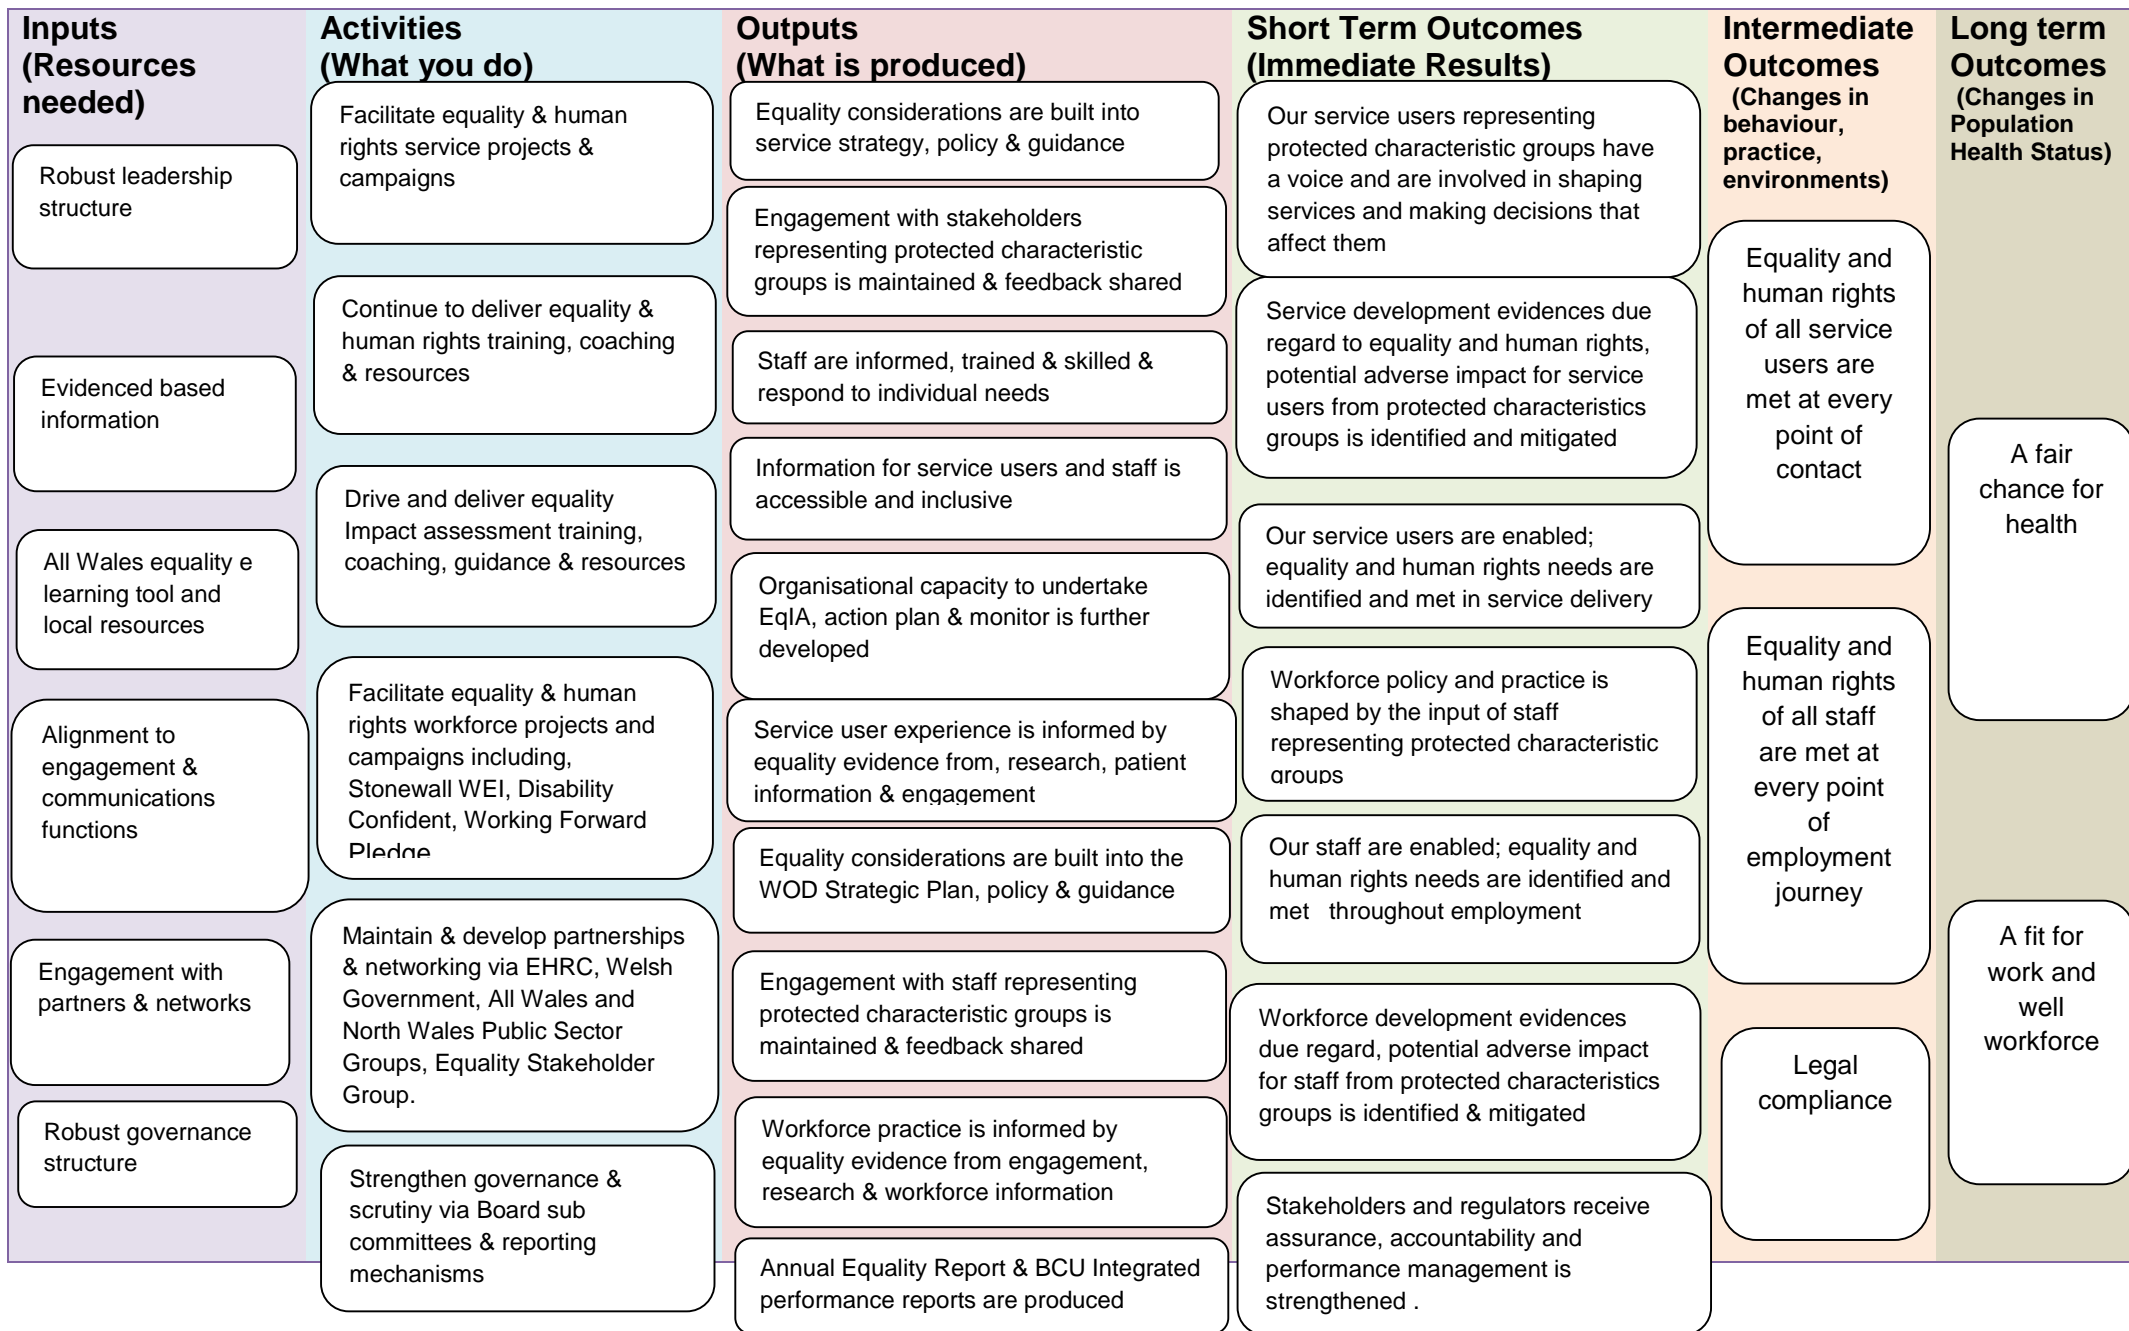 Inputs
(Resources
needed)
Robust leadership
structure
Evidenced based
information
All Wales equality e
learning tool and
local resources
Alignment to
engagement &
communications
functions
Engagement with
partners & networks
Robust governance
structure
Activities
(What you do)
Facilitate equality & human
rights service projects &
campaigns
Continue to deliver equality &
human rights training, coaching
& resources
Drive and deliver equality
Impact assessment training,
coaching, guidance & resources
Facilitate equality & human
rights workforce projects and
campaigns including,
Stonewall WEI, Disability
Confident, Working Forward
Pledge
Maintain & develop partnerships
& networking via EHRC, Welsh
Government, All Wales and
North Wales Public Sector
Groups, Equality Stakeholder
Group.
Strengthen governance &
scrutiny via Board sub
committees & reporting
mechanisms
Outputs
(What is produced)
Equality considerations are built into
service strategy, policy & guidance
Engagement with stakeholders
representing protected characteristic
groups is maintained & feedback shared
Staff are informed, trained & skilled &
respond to individual needs
Information for service users and staff is
accessible and inclusive
Organisational capacity to undertake
EqIA, action plan & monitor is further
developed
Service user experience is informed by
equality evidence from, research, patient
information & engagement
Equality considerations are built into the
WOD Strategic Plan, policy & guidance
Engagement with staff representing
protected characteristic groups is
maintained & feedback shared
Workforce practice is informed by
equality evidence from engagement,
research & workforce information
Annual Equality Report & BCU Integrated
performance reports are produced
Short Term Outcomes
(Immediate Results)
Our service users representing
protected characteristic groups have
a voice and are involved in shaping
services and making decisions that
affect them
Service development evidences due
regard to equality and human rights,
potential adverse impact for service
users from protected characteristics
groups is identified and mitigated
Our service users are enabled;
equality and human rights needs are
identified and met in service delivery
Workforce policy and practice is
shaped by the input of staff
representing protected characteristic
groups
Our staff are enabled; equality and
human rights needs are identified and
met throughout employment
Workforce development evidences
due regard, potential adverse impact
for staff from protected characteristics
groups is identified & mitigated
Stakeholders and regulators receive
assurance, accountability and
performance management is
strengthened .
Intermediate
Outcomes
(Changes in
behaviour,
practice,
environments)
Equality and
human rights
of all service
users are
met at every
point of
contact
Equality and
human rights
of all staff
are met at
every point
of
employment
journey
Legal
compliance
Long term
Outcomes
(Changes in
Population
Health Status)
A fair
chance for
health
A fit for
work and
well
workforce